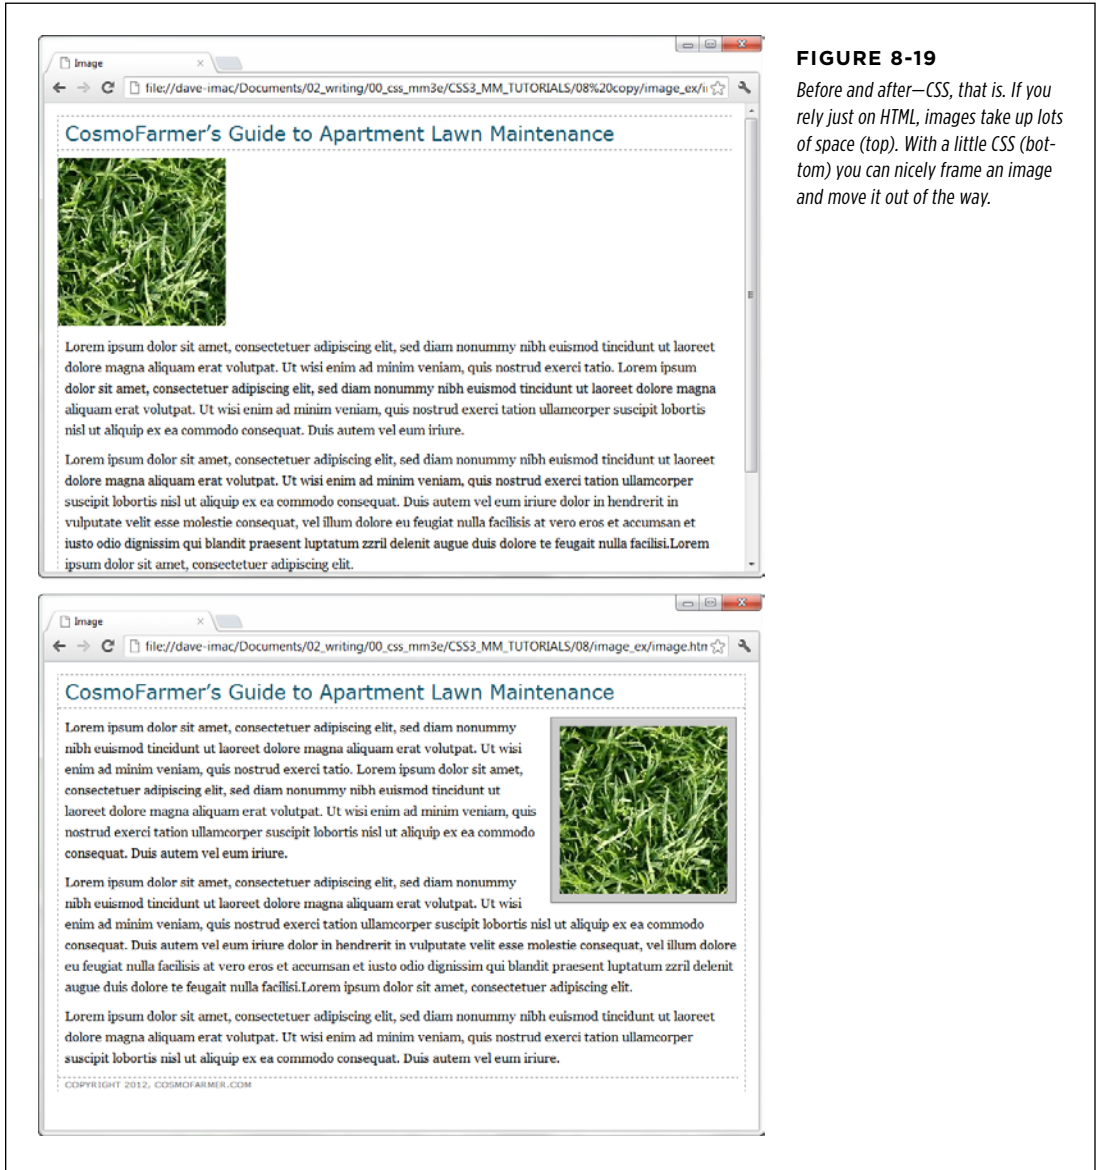 Image
file://dave-imac/Documents/02_writing/00_css_mm3e/CSS3_MM_TUTORIALS/08%20copy/image_ex/i
CosmoFarmer's Guide to Apartment Lawn Maintenance
Lorem ipsum dolor sit amet, consectetuer adipiscing elit, sed diam nonummy nibh euismod tincidunt ut laoreet
dolore magna aliquam erat volutpat. Ut wisi enim ad minim veniam, quis nostrud exerci tatio. Lorem ipsum
dolor sit amet, consectetuer adipiscing elit, sed diam nonummy nibh euismod tincidunt ut laoreet dolore magna
aliquam erat volutpat. Ut wisi enim ad minim veniam, quis nostrud exerci tation ullamcorper suscipit lobortis
nisl ut aliquip ex ea commodo consequat. Duis autem vel eum iriure.
Lorem ipsum dolor sit amet, consectetuer adipiscing elit, sed diam nonummy nibh euismod tincidunt ut laoreet
dolore magna aliquam erat volutpat. Ut wisi enim ad minim veniam, quis nostrud exerci tation ullamcorper
suscipit lobortis nisl ut aliquip ex ea commodo consequat. Duis autem vel eum iriure dolor in hendrerit in
vulputate velit esse molestie consequat, vel illum dolore eu feugiat nulla facilisis at vero eros et accumsan et
iusto odio dignissim qui blandit praesent luptatum zzril delenit augue duis dolore te feugait nulla facilisi.Lorem
ipsum dolor sit amet, consectetuer adipiscing elit.
FIGURE 8-19
Before and after—CSS, that is. If you
rely just on HTML, images take up lots
of space (top). With a little CSS (bot-
tom) you can nicely frame an image
and move it out of the way.
Image
file://dave-imac/Documents/02_writing/00_css_mm3e/CSS3_MM_TUTORIALS/08/image_ex/image.htm
CosmoFarmer's Guide to Apartment Lawn Maintenance
Lorem ipsum dolor sit amet, consectetuer adipiscing elit, sed diam nonummy
nibh euismod tincidunt ut laoreet dolore magna aliquam erat volutpat. Ut wisi
enim ad minim veniam, quis nostrud exerci tatio. Lorem ipsum dolor sit amet,
consectetuer adipiscing elit, sed diam nonummy nibh euismod tincidunt ut
laoreet dolore magna aliquam erat volutpat. Ut wisi enim ad minim veniam, quis
nostrud exerci tation ullamcorper suscipit lobortis nisl ut aliquip ex ea commodo
consequat. Duis autem vel eum iriure.
Lorem ipsum dolor sit amet, consectetuer adipiscing elit, sed diam nonummy
nibh euismod tincidunt ut laoreet dolore magna aliquam erat volutpat. Ut wisi
enim ad minim veniam, quis nostrud exerci tation ullamcorper suscipit lobortis nisl ut aliquip ex ea commodo
consequat. Duis autem vel eum iriure dolor in hendrerit in vulputate velit esse molestie consequat, vel illum dolore
eu feugiat nulla facilisis at vero eros et accumsan et iusto odio dignissim qui blandit praesent luptatum zzril delenit
augue duis dolore te feugait nulla facilisi.Lorem ipsum dolor sit amet, consectetuer adipiscing elit.
Lorem ipsum dolor sit amet, consectetuer adipiscing elit, sed diam nonummy nibh euismod tincidunt ut laoreet
dolore magna aliquam erat volutpat. Ut wisi enim ad minim veniam, quis nostrud exerci tation ullamcorper
suscipit lobortis nisl ut aliquip ex ea commodo consequat. Duis autem vel eum iriure.
COPYRIGHT 2012, COSMOFARMER.COM